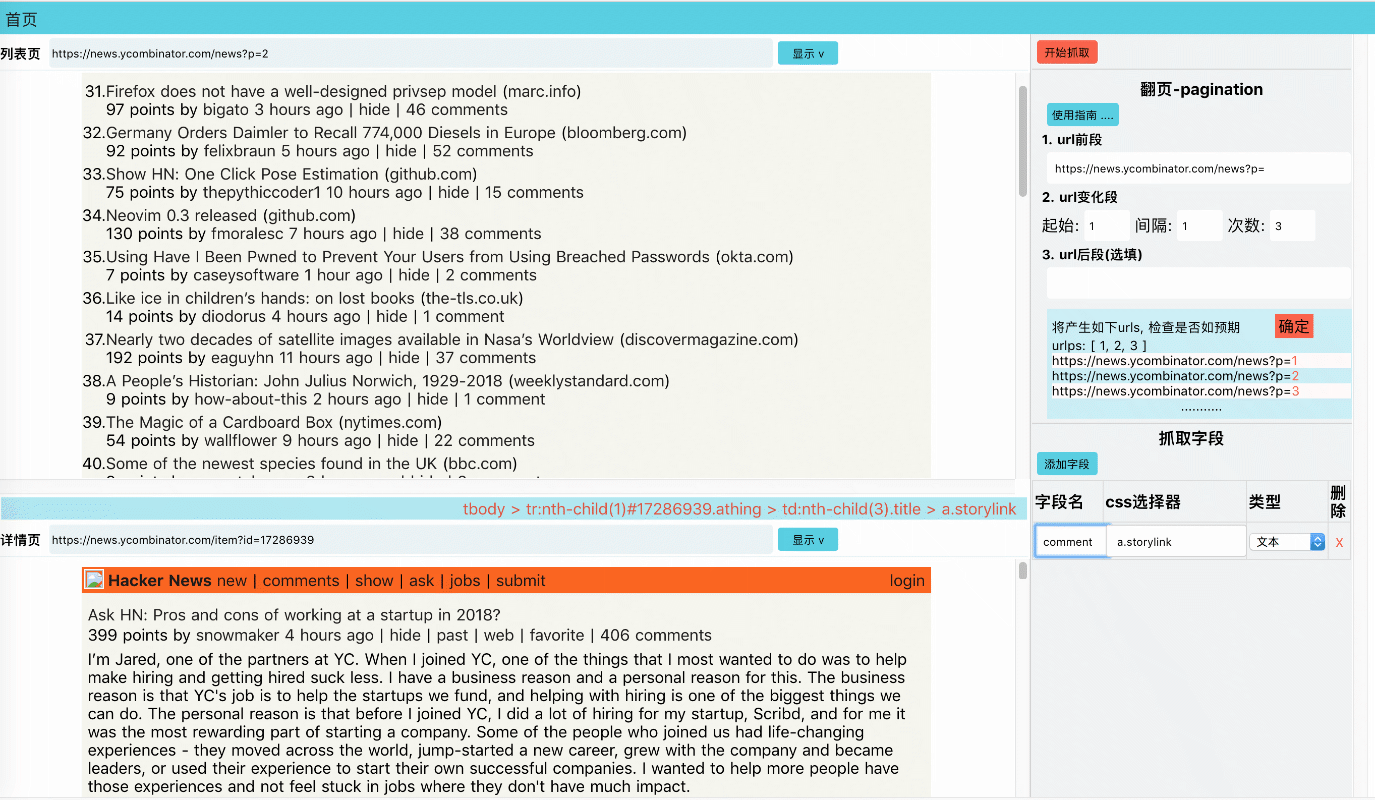 首页
列表页 https://news.ycombinator.com/news?p=2 显示 v
31.Firefox does not have a well-designed privsep model (marc.info)
97 points by bigato 3 hours ago | hide | 46 comments
32.Germany Orders Daimler to Recall 774,000 Diesels in Europe (bloomberg.com)
92 points by felixbraun 5 hours ago | hide | 52 comments
33.Show HN: One Click Pose Estimation (github.com)
75 points by thepythiccoder1 10 hours ago | hide | 15 comments
34.Neovim 0.3 released (github.com)
130 points by fmoralesc 7 hours ago | hide | 38 comments
35.Using Have I Been Pwned to Prevent Your Users from Using Breached Passwords (okta.com)
7 points by caseysoftware 1 hour ago | hide | 2 comments
36.Like ice in children’s hands: on lost books (the-tls.co.uk)
14 points by diodorus 4 hours ago | hide | 1 comment
37.Nearly two decades of satellite images available in Nasa’s Worldview (discovermagazine.com)
192 points by eaguyhn 11 hours ago | hide | 37 comments
38.A People’s Historian: John Julius Norwich, 1929-2018 (weeklystandard.com)
9 points by how-about-this 2 hours ago | hide | 1 comment
39.The Magic of a Cardboard Box (nytimes.com)
54 points by wallflower 9 hours ago | hide | 22 comments
40.Some of the newest species found in the UK (bbc.com)
tbody > tr:nth-child(1)#17286939.athing > td:nth-child(3).title > a.storylink
详情页 https://news.ycombinator.com/item?id=17286939 显示 v
Hacker News new | comments | show | ask | jobs | submit login
Ask HN: Pros and cons of working at a startup in 2018?
399 points by snowmaker 4 hours ago | hide | past | web | favorite | 406 comments
I’m Jared, one of the partners at YC. When I joined YC, one of the things that I most wanted to do was to help
make hiring and getting hired suck less. I have a business reason and a personal reason for this. The business
reason is that YC's job is to help the startups we fund, and helping with hiring is one of the biggest things we
can do. The personal reason is that before I joined YC, I did a lot of hiring for my startup, Scribd, and for me it
was the most rewarding part of starting a company. Some of the people who joined us had life-changing
experiences - they moved across the world, jump-started a new career, grew with the company and became
leaders, or used their experience to start their own successful companies. I wanted to help more people have
those experiences and not feel stuck in jobs where they don't have much impact.
开始抓取
翻页-pagination
使用指南 ....
1. url前段
https://news.ycombinator.com/news?p=
2. url变化段
起始: 1 间隔: 1 次数: 3
3. url后段(选填)
将产生如下urls, 检查是否如预期 确定
urlps: [ 1, 2, 3 ]
https://news.ycombinator.com/news?p=1
https://news.ycombinator.com/news?p=2
https://news.ycombinator.com/news?p=3
...........
抓取字段
添加字段
字段名 css选择器 类型 删除
comment a.storylink 文本 X